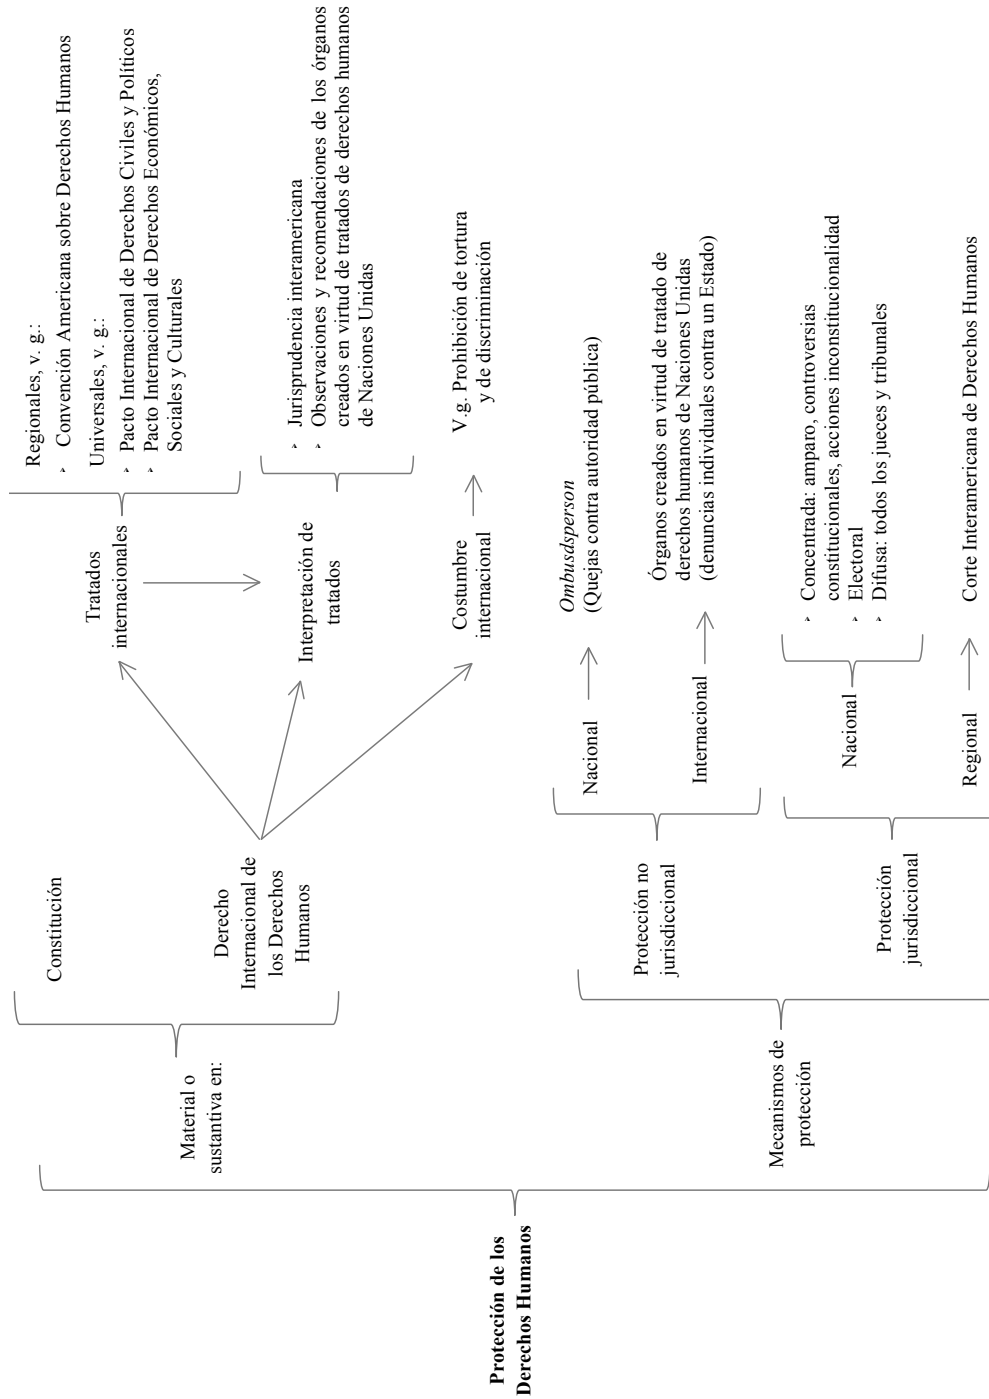 Protección de los
Derechos Humanos
Material o
sustantiva en:
Constitución
Derecho
Internacional de
los Derechos
Humanos
Tratados
internacionales
Regionales, v. g.:
Convención Americana sobre Derechos Humanos
Universales, v. g.:
Pacto Internacional de Derechos Civiles y Políticos
Pacto Internacional de Derechos Económicos,
Sociales y Culturales
Interpretación de
tratados
Jurisprudencia interamericana
Observaciones y recomendaciones de los órganos
creados en virtud de tratados de derechos humanos
de Naciones Unidas
Costumbre
internacional
V.g. Prohibición de tortura
y de discriminación
Mecanismos de
protección
Protección no
jurisdiccional
Nacional
Ombusdsperson
(Quejas contra autoridad pública)
Internacional
Órganos creados en virtud de tratado de
derechos humanos de Naciones Unidas
(denuncias individuales contra un Estado)
Protección
jurisdiccional
Nacional
Concentrada: amparo, controversias
constitucionales, acciones inconstitucionalidad
Electoral
Difusa: todos los jueces y tribunales
Regional
Corte Interamericana de Derechos Humanos